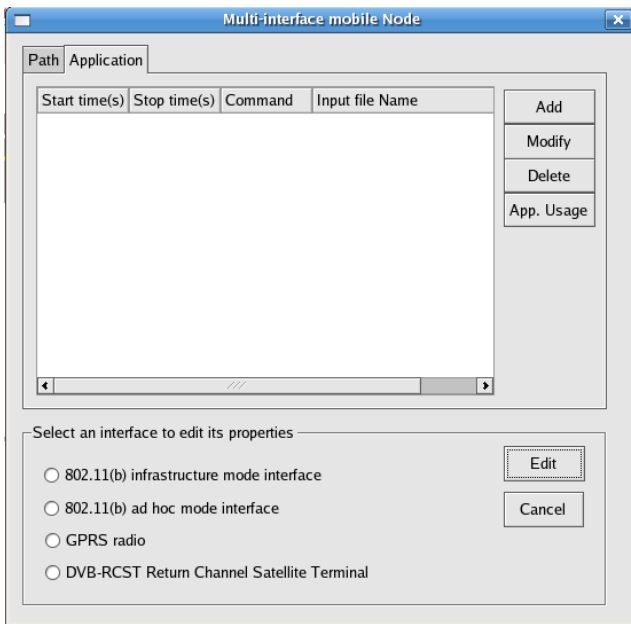 Multi-interface mobile Node
Path Application
Start time(s) Stop time(s) Command Input file Name
Add
Modify
Delete
App. Usage
Select an interface to edit its properties
802.11(b) infrastructure mode interface
802.11(b) ad hoc mode interface
GPRS radio
DVB-RCST Return Channel Satellite Terminal
Edit
Cancel